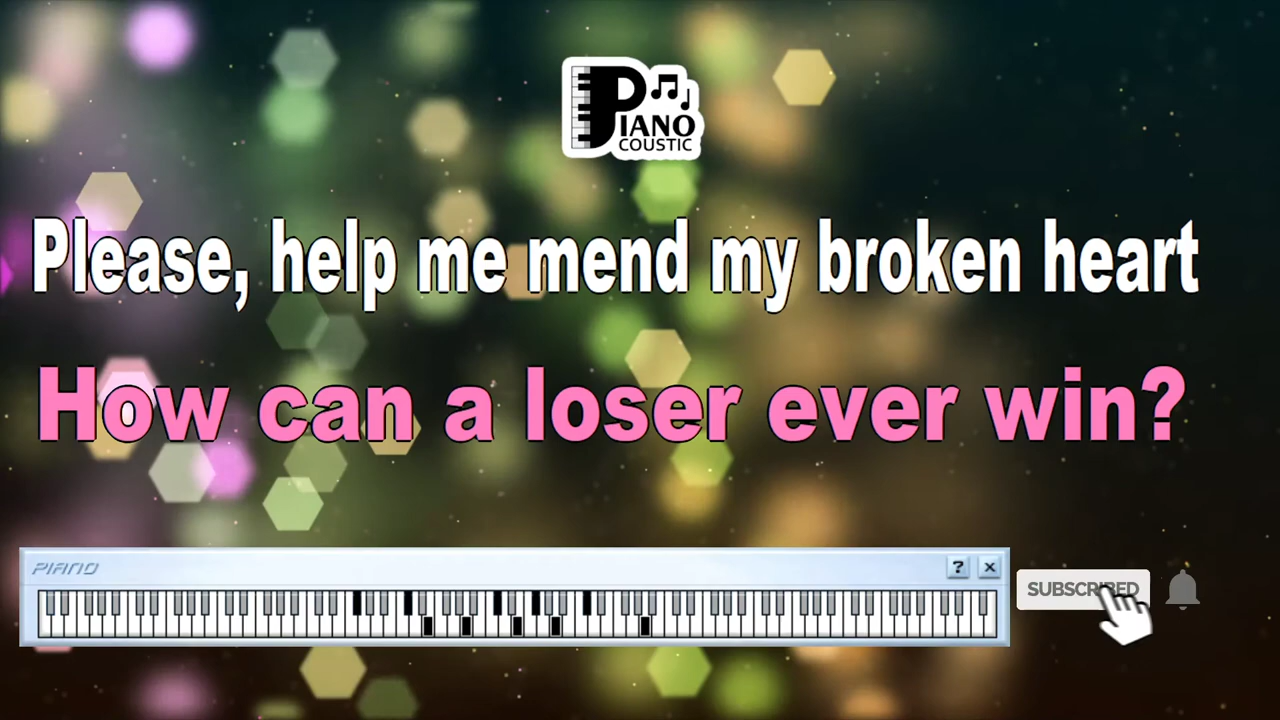 PIANO
COUSTIC
Please, help me mend my broken heart
How can a loser ever win?
PIANO
? ×
SUBSCRIBED